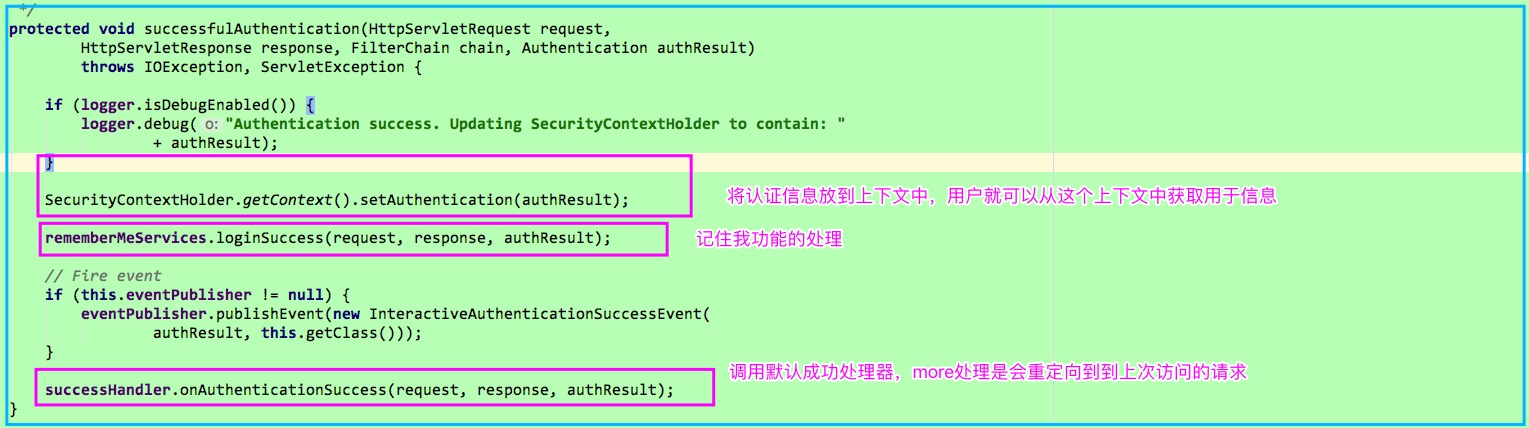 */
protected void successfulAuthentication(HttpServletRequest request,
HttpServletResponse response, FilterChain chain, Authentication authResult)
throws IOException, ServletException {
if (logger.isDebugEnabled()) {
logger.debug( o: "Authentication success. Updating SecurityContextHolder to contain: "
+ authResult);
}
SecurityContextHolder.getContext().setAuthentication(authResult);
将认证信息放到上下文中，用户就可以从这个上下文中获取用于信息
rememberMeServices.loginSuccess(request, response, authResult);
记住我功能的处理
// Fire event
if (this.eventPublisher != null) {
eventPublisher.publishEvent(new InteractiveAuthenticationSuccessEvent(
authResult, this.getClass()));
}
调用默认成功处理器，more处理是会重定向到到上次访问的请求
successHandler.onAuthenticationSuccess(request, response, authResult);
}